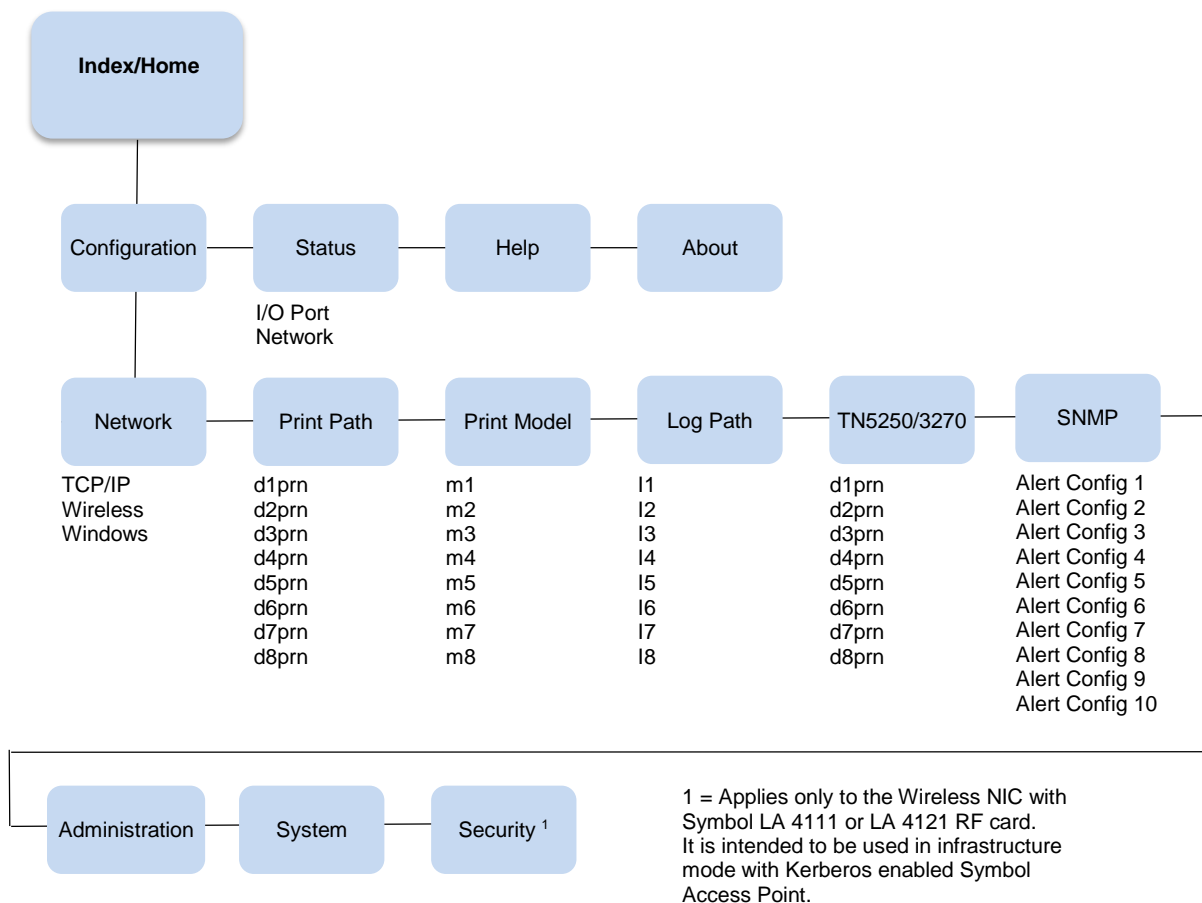 Index/Home
Configuration
Status
Help
About
I/O Port
Network
Network
Print Path
Print Model
Log Path
TN5250/3270
SNMP
TCP/IP
Wireless
Windows
d1prn
d2prn
d3prn
d4prn
d5prn
d6prn
d7prn
d8prn
m1
m2
m3
m4
m5
m6
m7
m8
l1
l2
l3
l4
l5
l6
l7
l8
d1prn
d2prn
d3prn
d4prn
d5prn
d6prn
d7prn
d8prn
Alert Config 1
Alert Config 2
Alert Config 3
Alert Config 4
Alert Config 5
Alert Config 6
Alert Config 7
Alert Config 8
Alert Config 9
Alert Config 10
Administration
System
Security 1
1 = Applies only to the Wireless NIC with
Symbol LA 4111 or LA 4121 RF card.
It is intended to be used in infrastructure
mode with Kerberos enabled Symbol
Access Point.